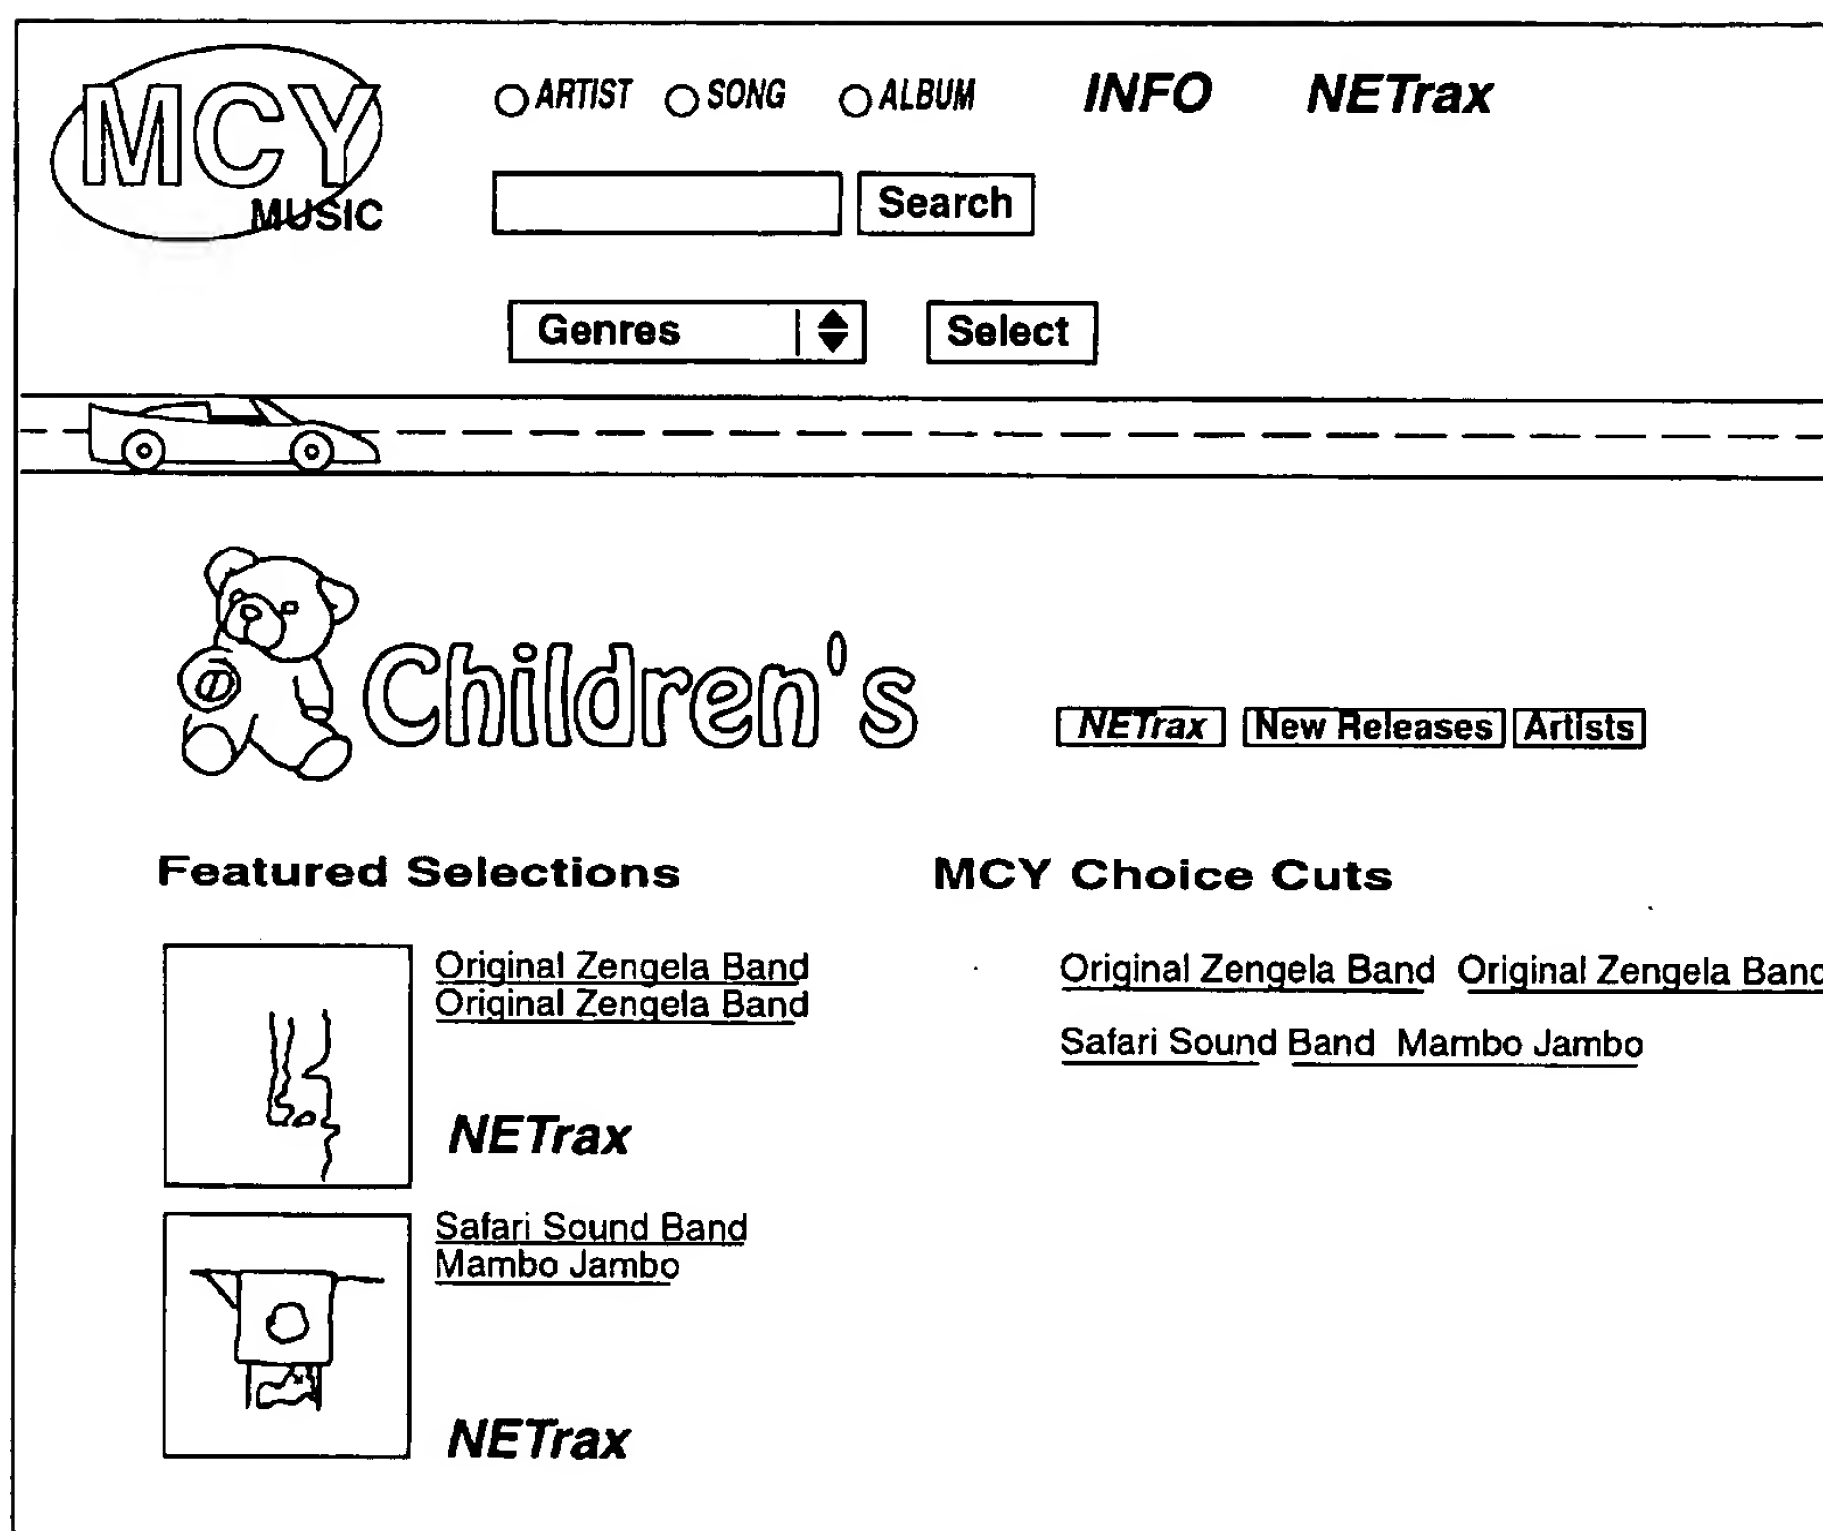 MCY
MUSIC
ARTIST SONG ALBUM INFO NETrax
Search
Genres Select
Children's
NETrax New Releases Artists
Featured Selections
Original Zengela Band
Original Zengela Band
NETrax
Safari Sound Band
Mambo Jambo
NETrax
MCY Choice Cuts
Original Zengela Band Original Zengela Band
Safari Sound Band Mambo Jambo